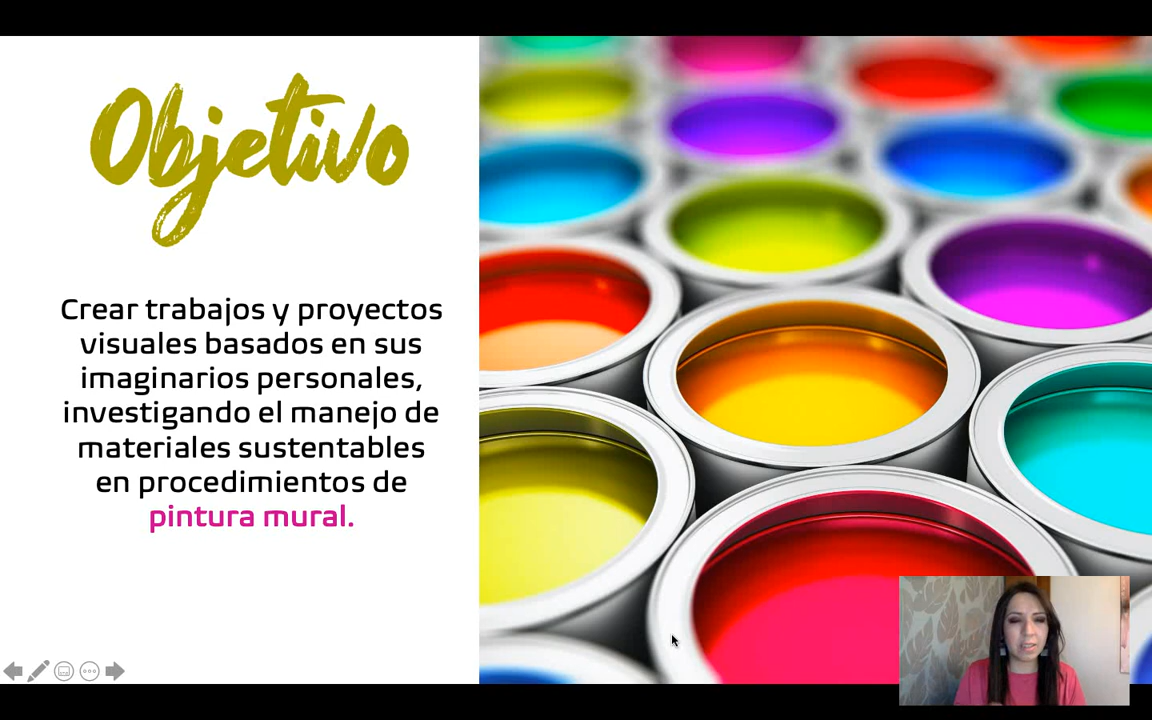 Objetivo
Crear trabajos y proyectos
visuales basados en sus
imaginarios personales,
investigando el manejo de
materiales sustentables
en procedimientos de
pintura mural.